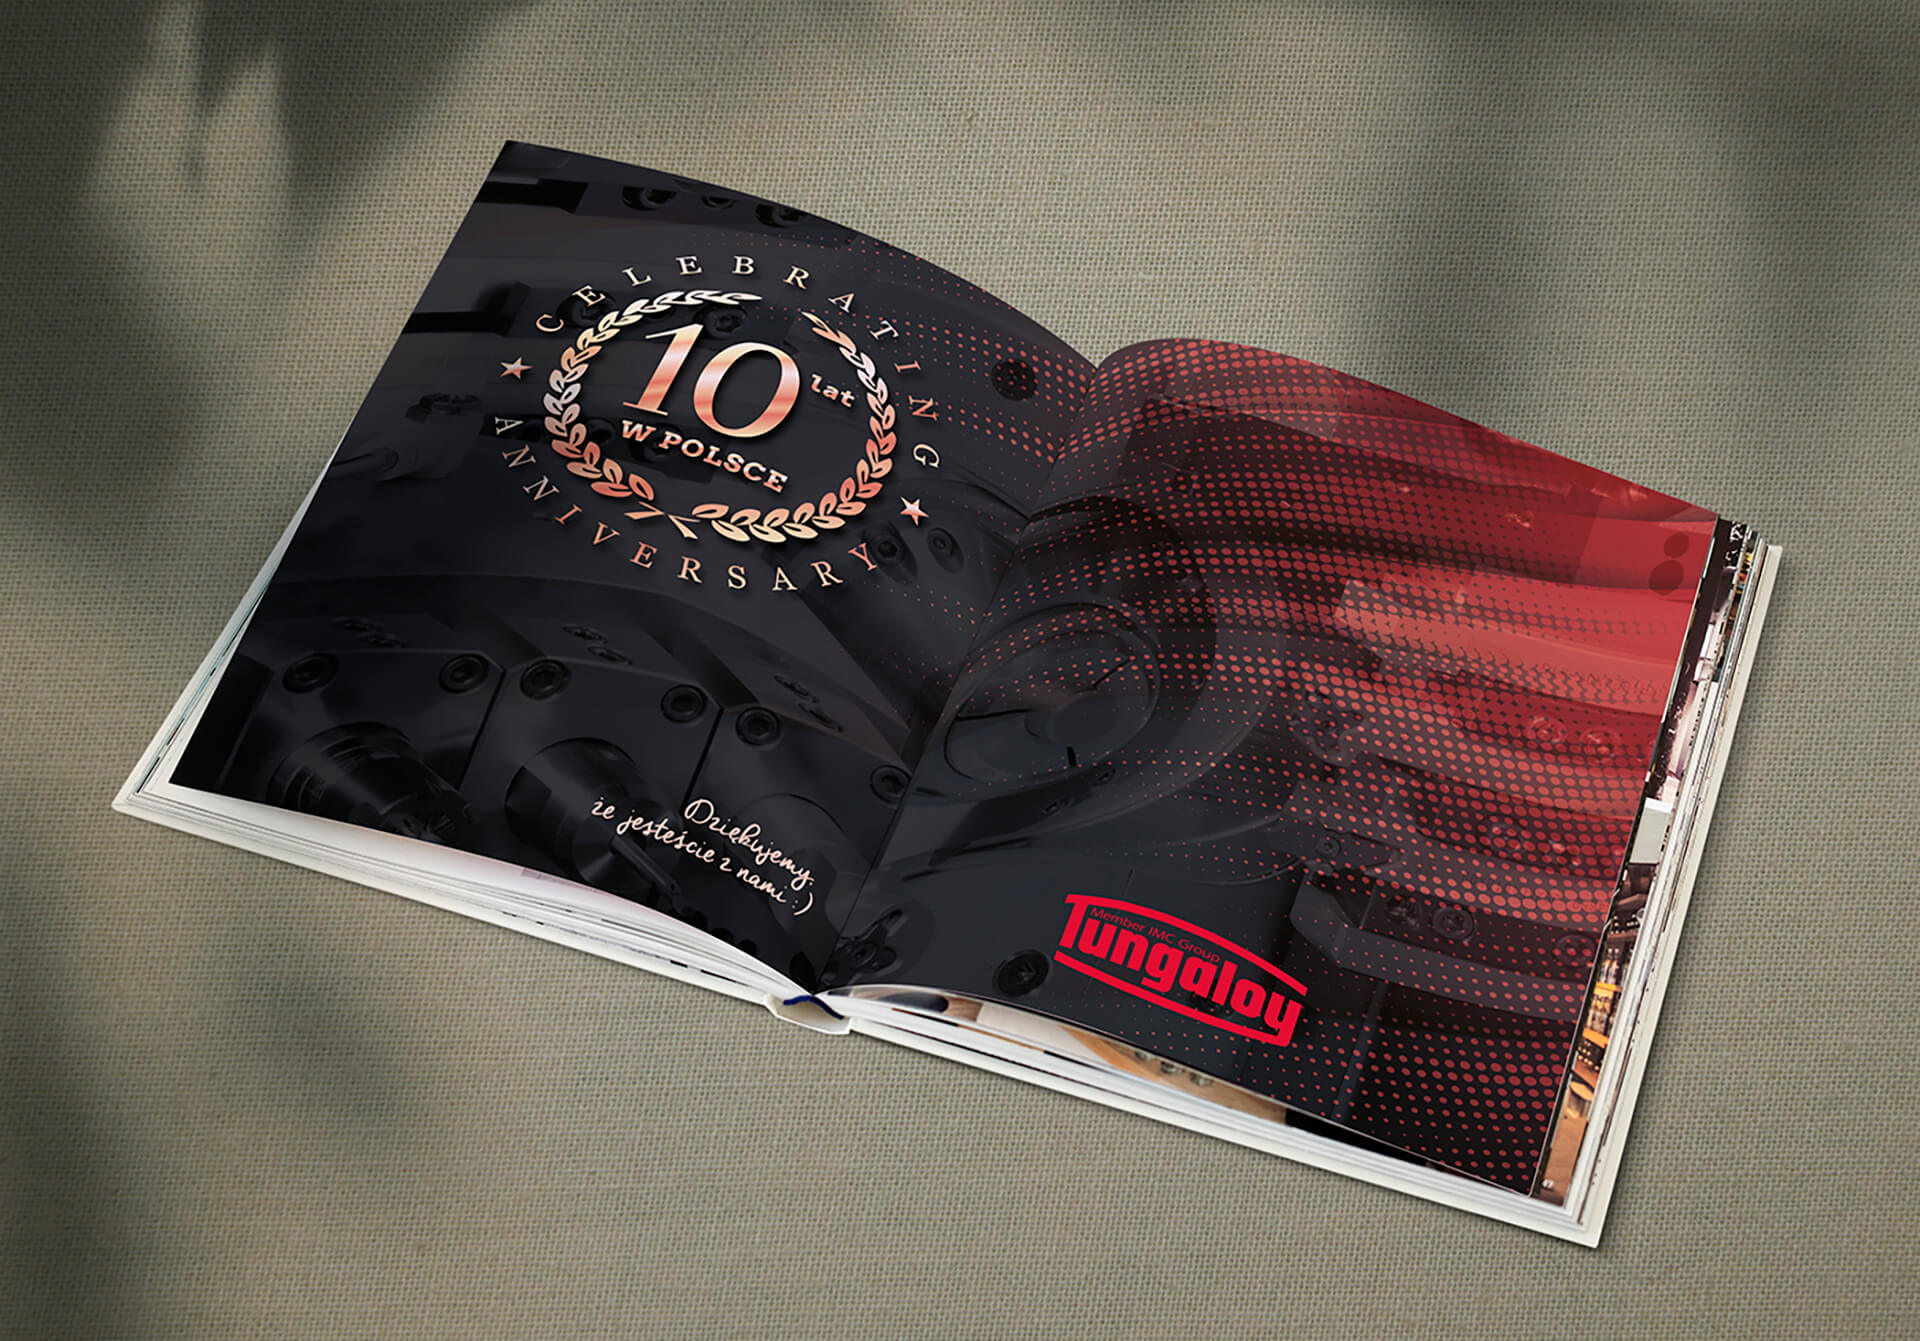 CELEBRATING
10 lat
W POLSCE
ANNIVERSARY
Dziękujemy,
że jesteście z nami :)
Member IMC Group
Tungaloy